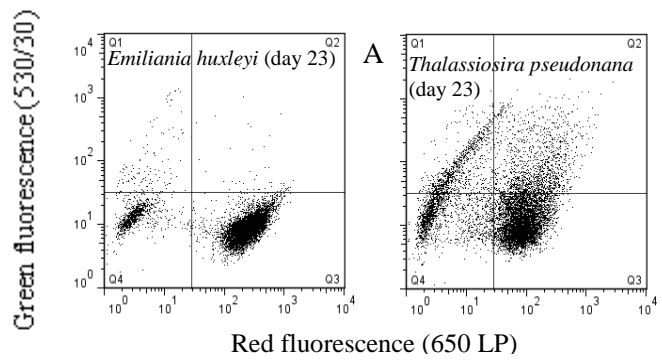 Green fluorescence (530/30)
10^4
10^3
10^2
10^1
10^0
Q1
Q2
Emiliania huxleyi (day 23)
Q4
Q3
10^0 10^1 10^2 10^3 10^4
A
Q1
Q2
Thalassiosira pseudonana
(day 23)
Q4
Q3
10^0 10^1 10^2 10^3 10^4
Red fluorescence (650 LP)